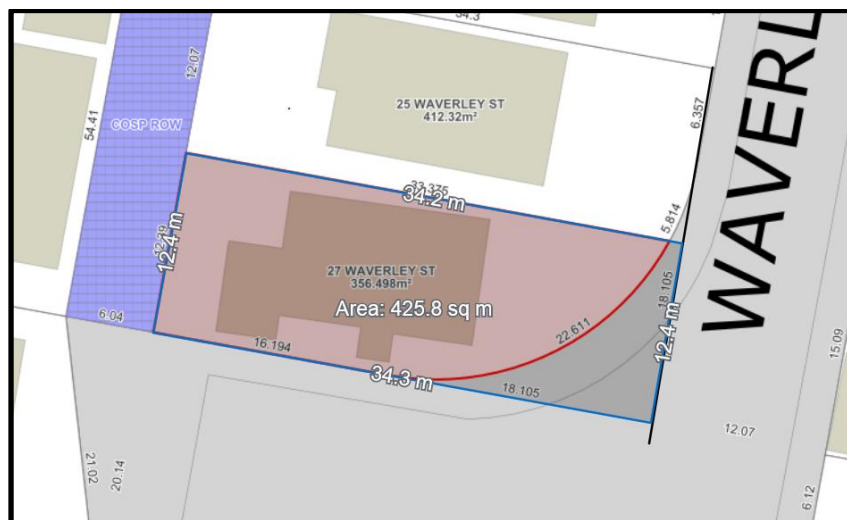 34.3
12.07
COSP ROW
54.41
25 WAVERLEY ST
412.32m²
6.357
WAVERL
33.375
34.2 m
5.814
12.4 m
27 WAVERLEY ST
356.498m²
Area: 425.8 sq m
18.105
22.611
12.4 m
6.04
16.194
34.3 m
18.105
15.09
12.07
21.02
20.14
6.12